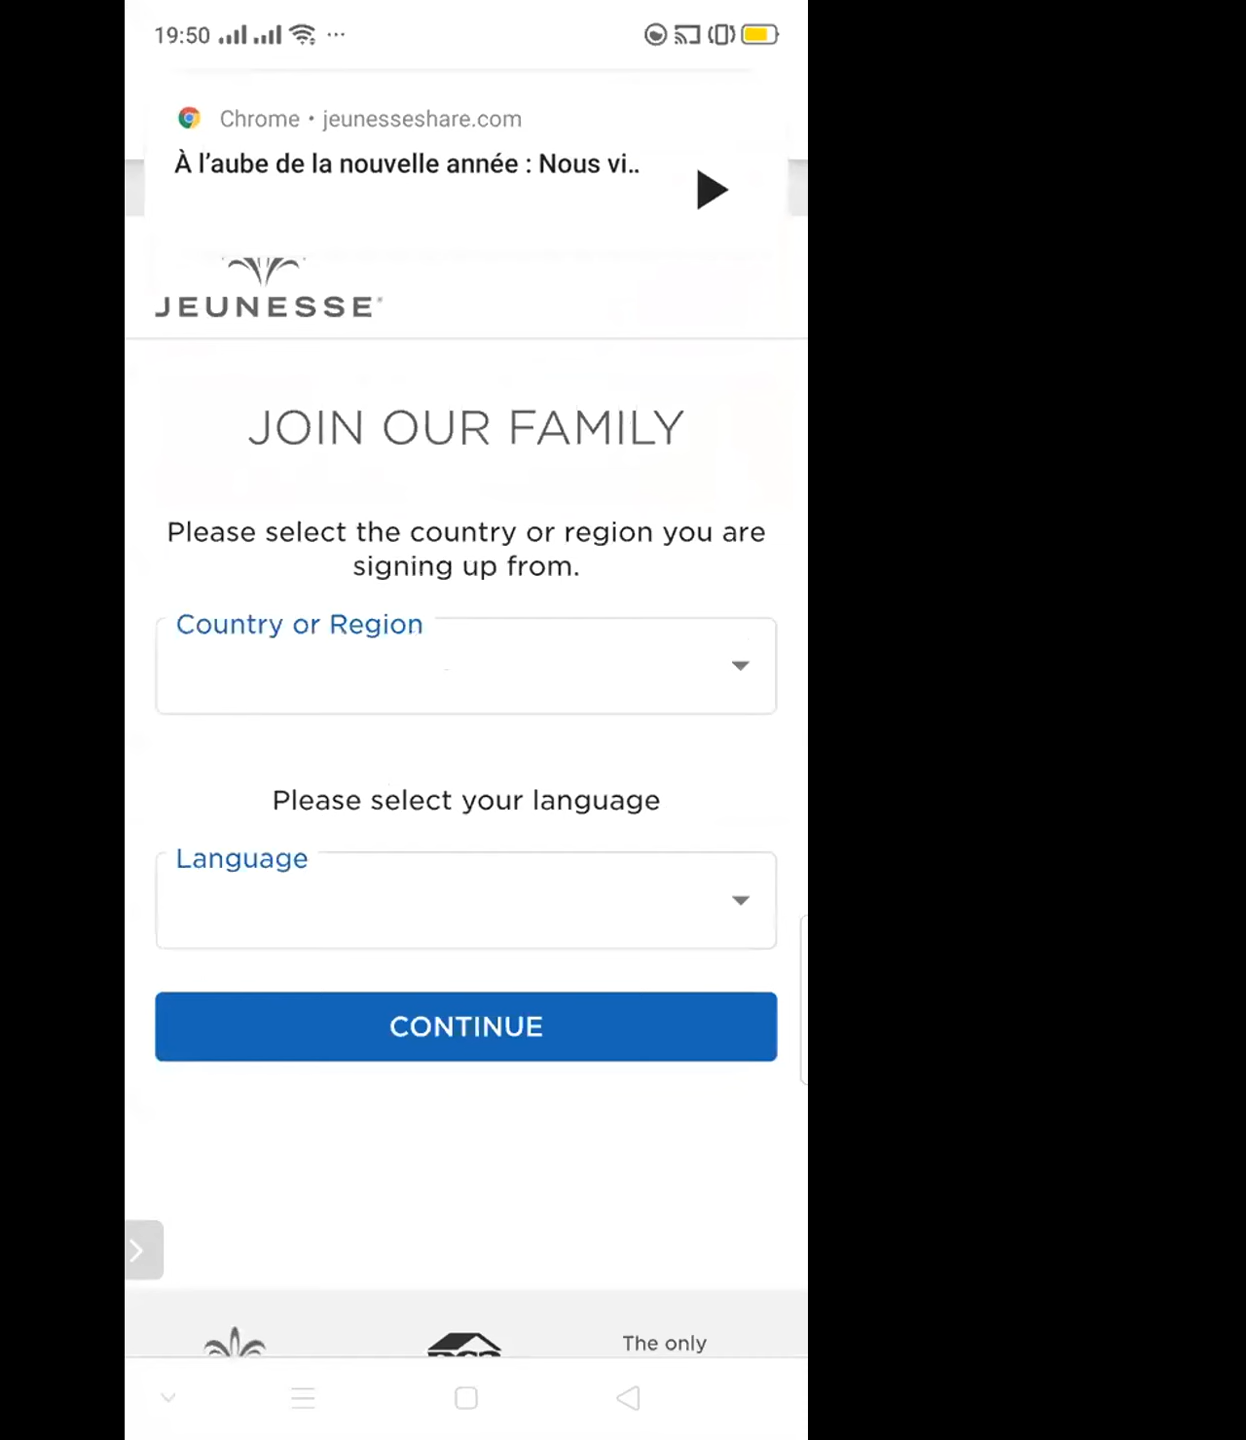 19:50
Chrome • jeunesseshare.com
À l’aube de la nouvelle année : Nous vi..
JEUNESSE®
JOIN OUR FAMILY
Please select the country or region you are
signing up from.
Country or Region
Please select your language
Language
CONTINUE
The only